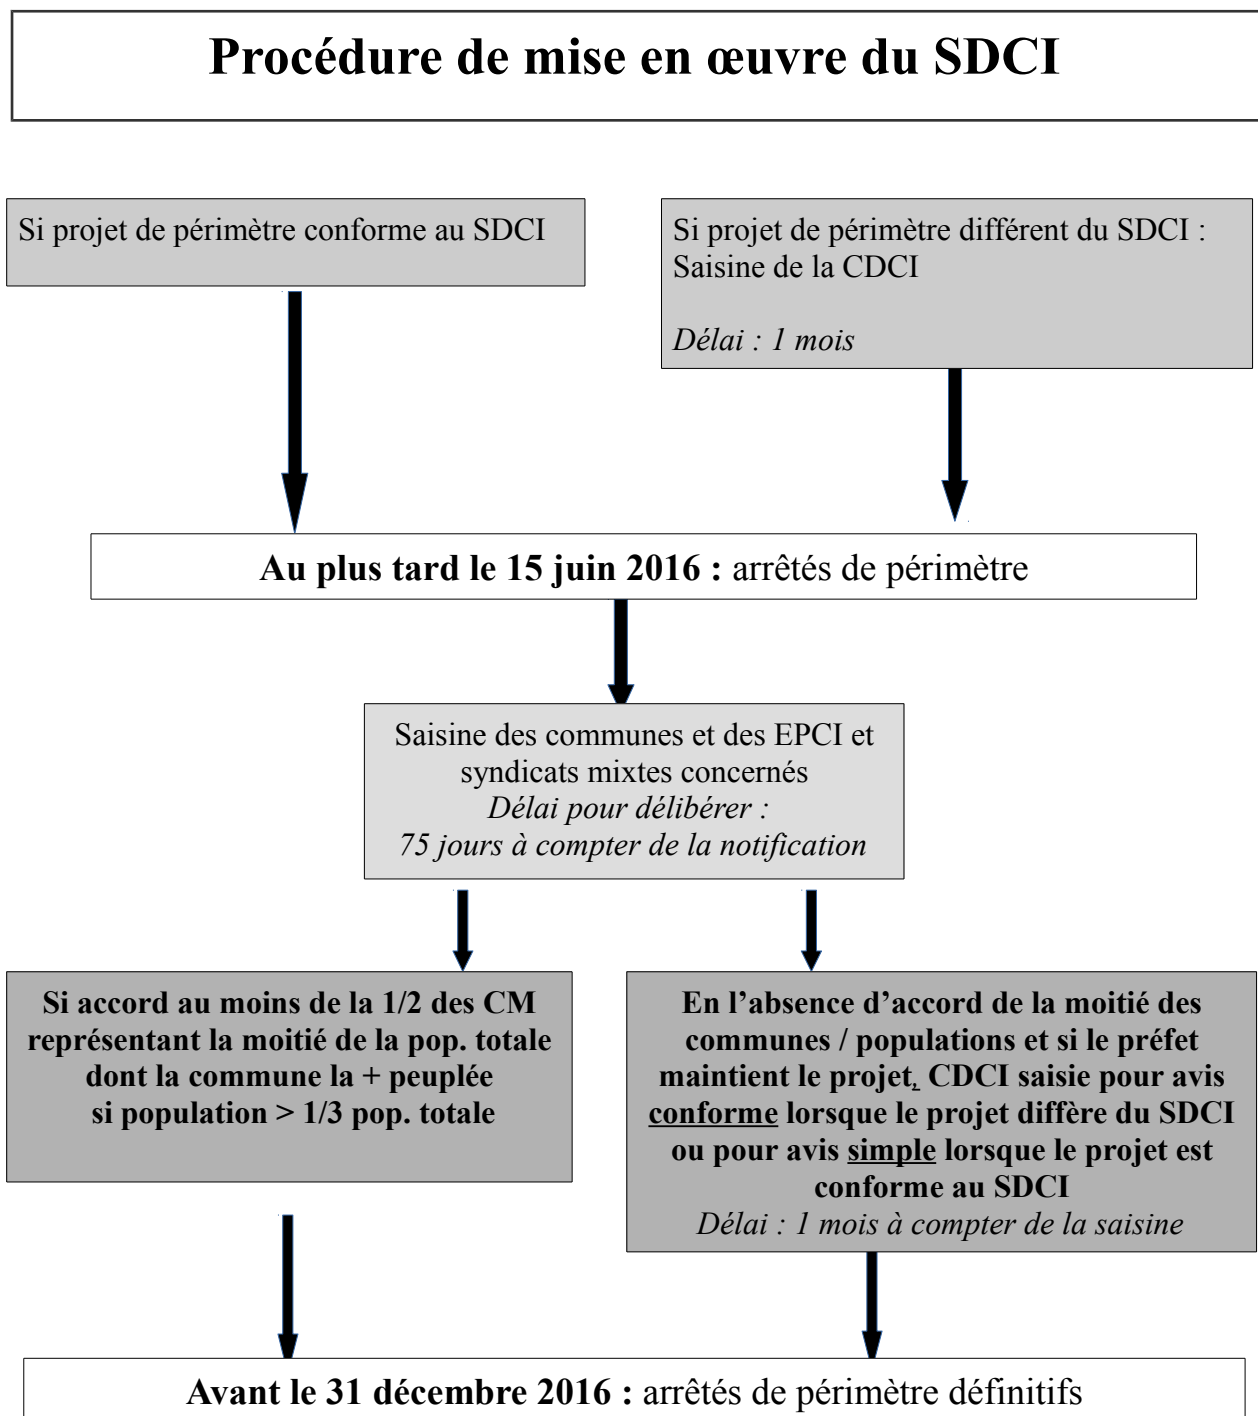 Procédure de mise en œuvre du SDCI
Si projet de périmètre conforme au SDCI
Si projet de périmètre différent du SDCI :
Saisine de la CDCI
Délai : 1 mois
Au plus tard le 15 juin 2016 : arrêtés de périmètre
Saisine des communes et des EPCI et
syndicats mixtes concernés
Délai pour délibérer :
75 jours à compter de la notification
Si accord au moins de la 1/2 des CM
représentant la moitié de la pop. totale
dont la commune la + peuplée
si population > 1/3 pop. totale
En l’absence d’accord de la moitié des
communes / populations et si le préfet
maintient le projet, CDCI saisie pour avis
conforme lorsque le projet diffère du SDCI
ou pour avis simple lorsque le projet est
conforme au SDCI
Délai : 1 mois à compter de la saisine
Avant le 31 décembre 2016 : arrêtés de périmètre définitifs